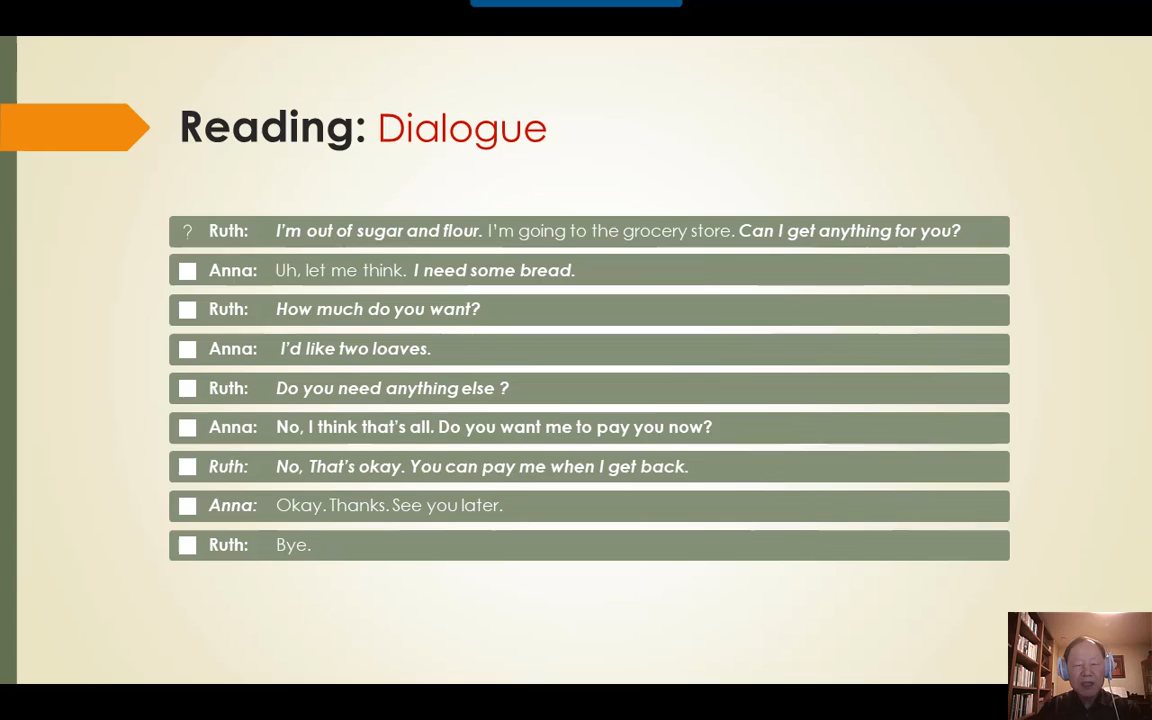 Reading: Dialogue
? Ruth: I'm out of sugar and flour. I'm going to the grocery store. Can I get anything for you?
Anna: Uh, let me think. I need some bread.
Ruth: How much do you want?
Anna: I'd like two loaves.
Ruth: Do you need anything else ?
Anna: No, I think that's all. Do you want me to pay you now?
Ruth: No, That's okay. You can pay me when I get back.
Anna: Okay. Thanks. See you later.
Ruth: Bye.